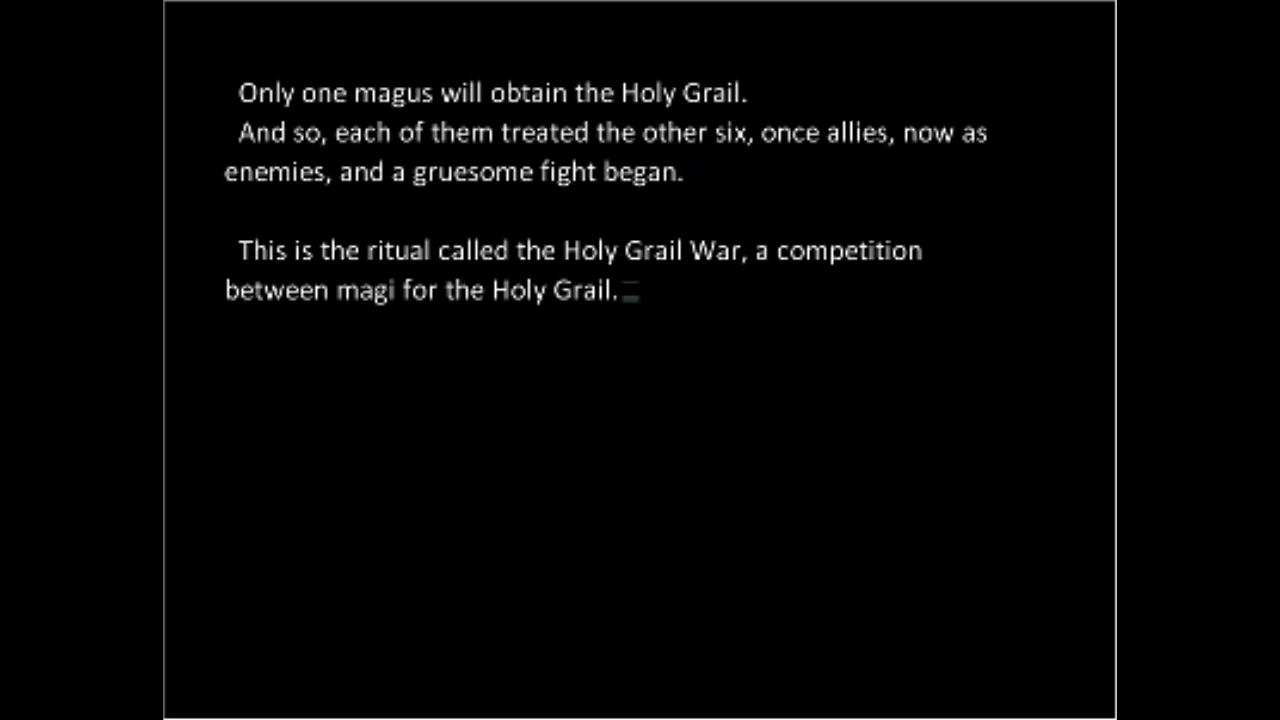 Only one magus will obtain the Holy Grail.
And so, each of them treated the other six, once allies, now as
enemies, and a gruesome fight began.
This is the ritual called the Holy Grail War, a competition
between magi for the Holy Grail.